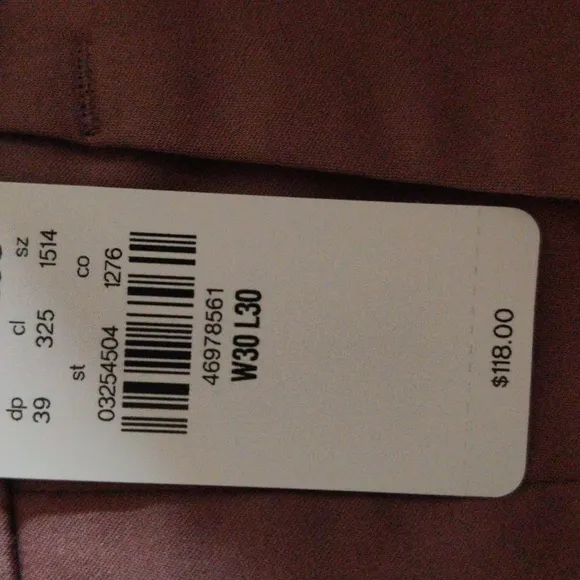 dp cl sz
39 325 1514
st co
03254504 1276
46978561
W30 L30
$118.00